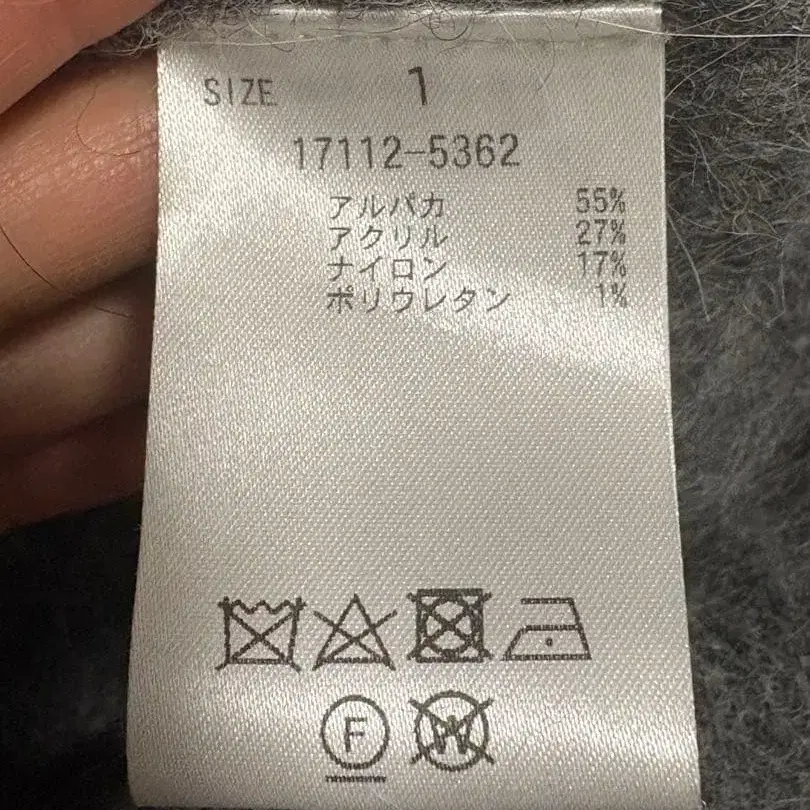 SIZE 1
17112-5362
アルパカ 55%
アクリル 27%
ナイロン 17%
ポリウレタン 1%
F W